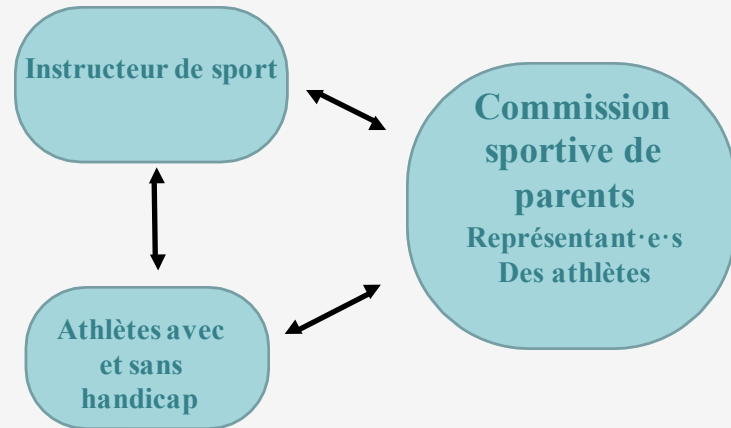 Instructeur de sport
Commission
sportive de
parents
Représentant·e·s
Des athlètes
Athlètes avec
et sans
handicap